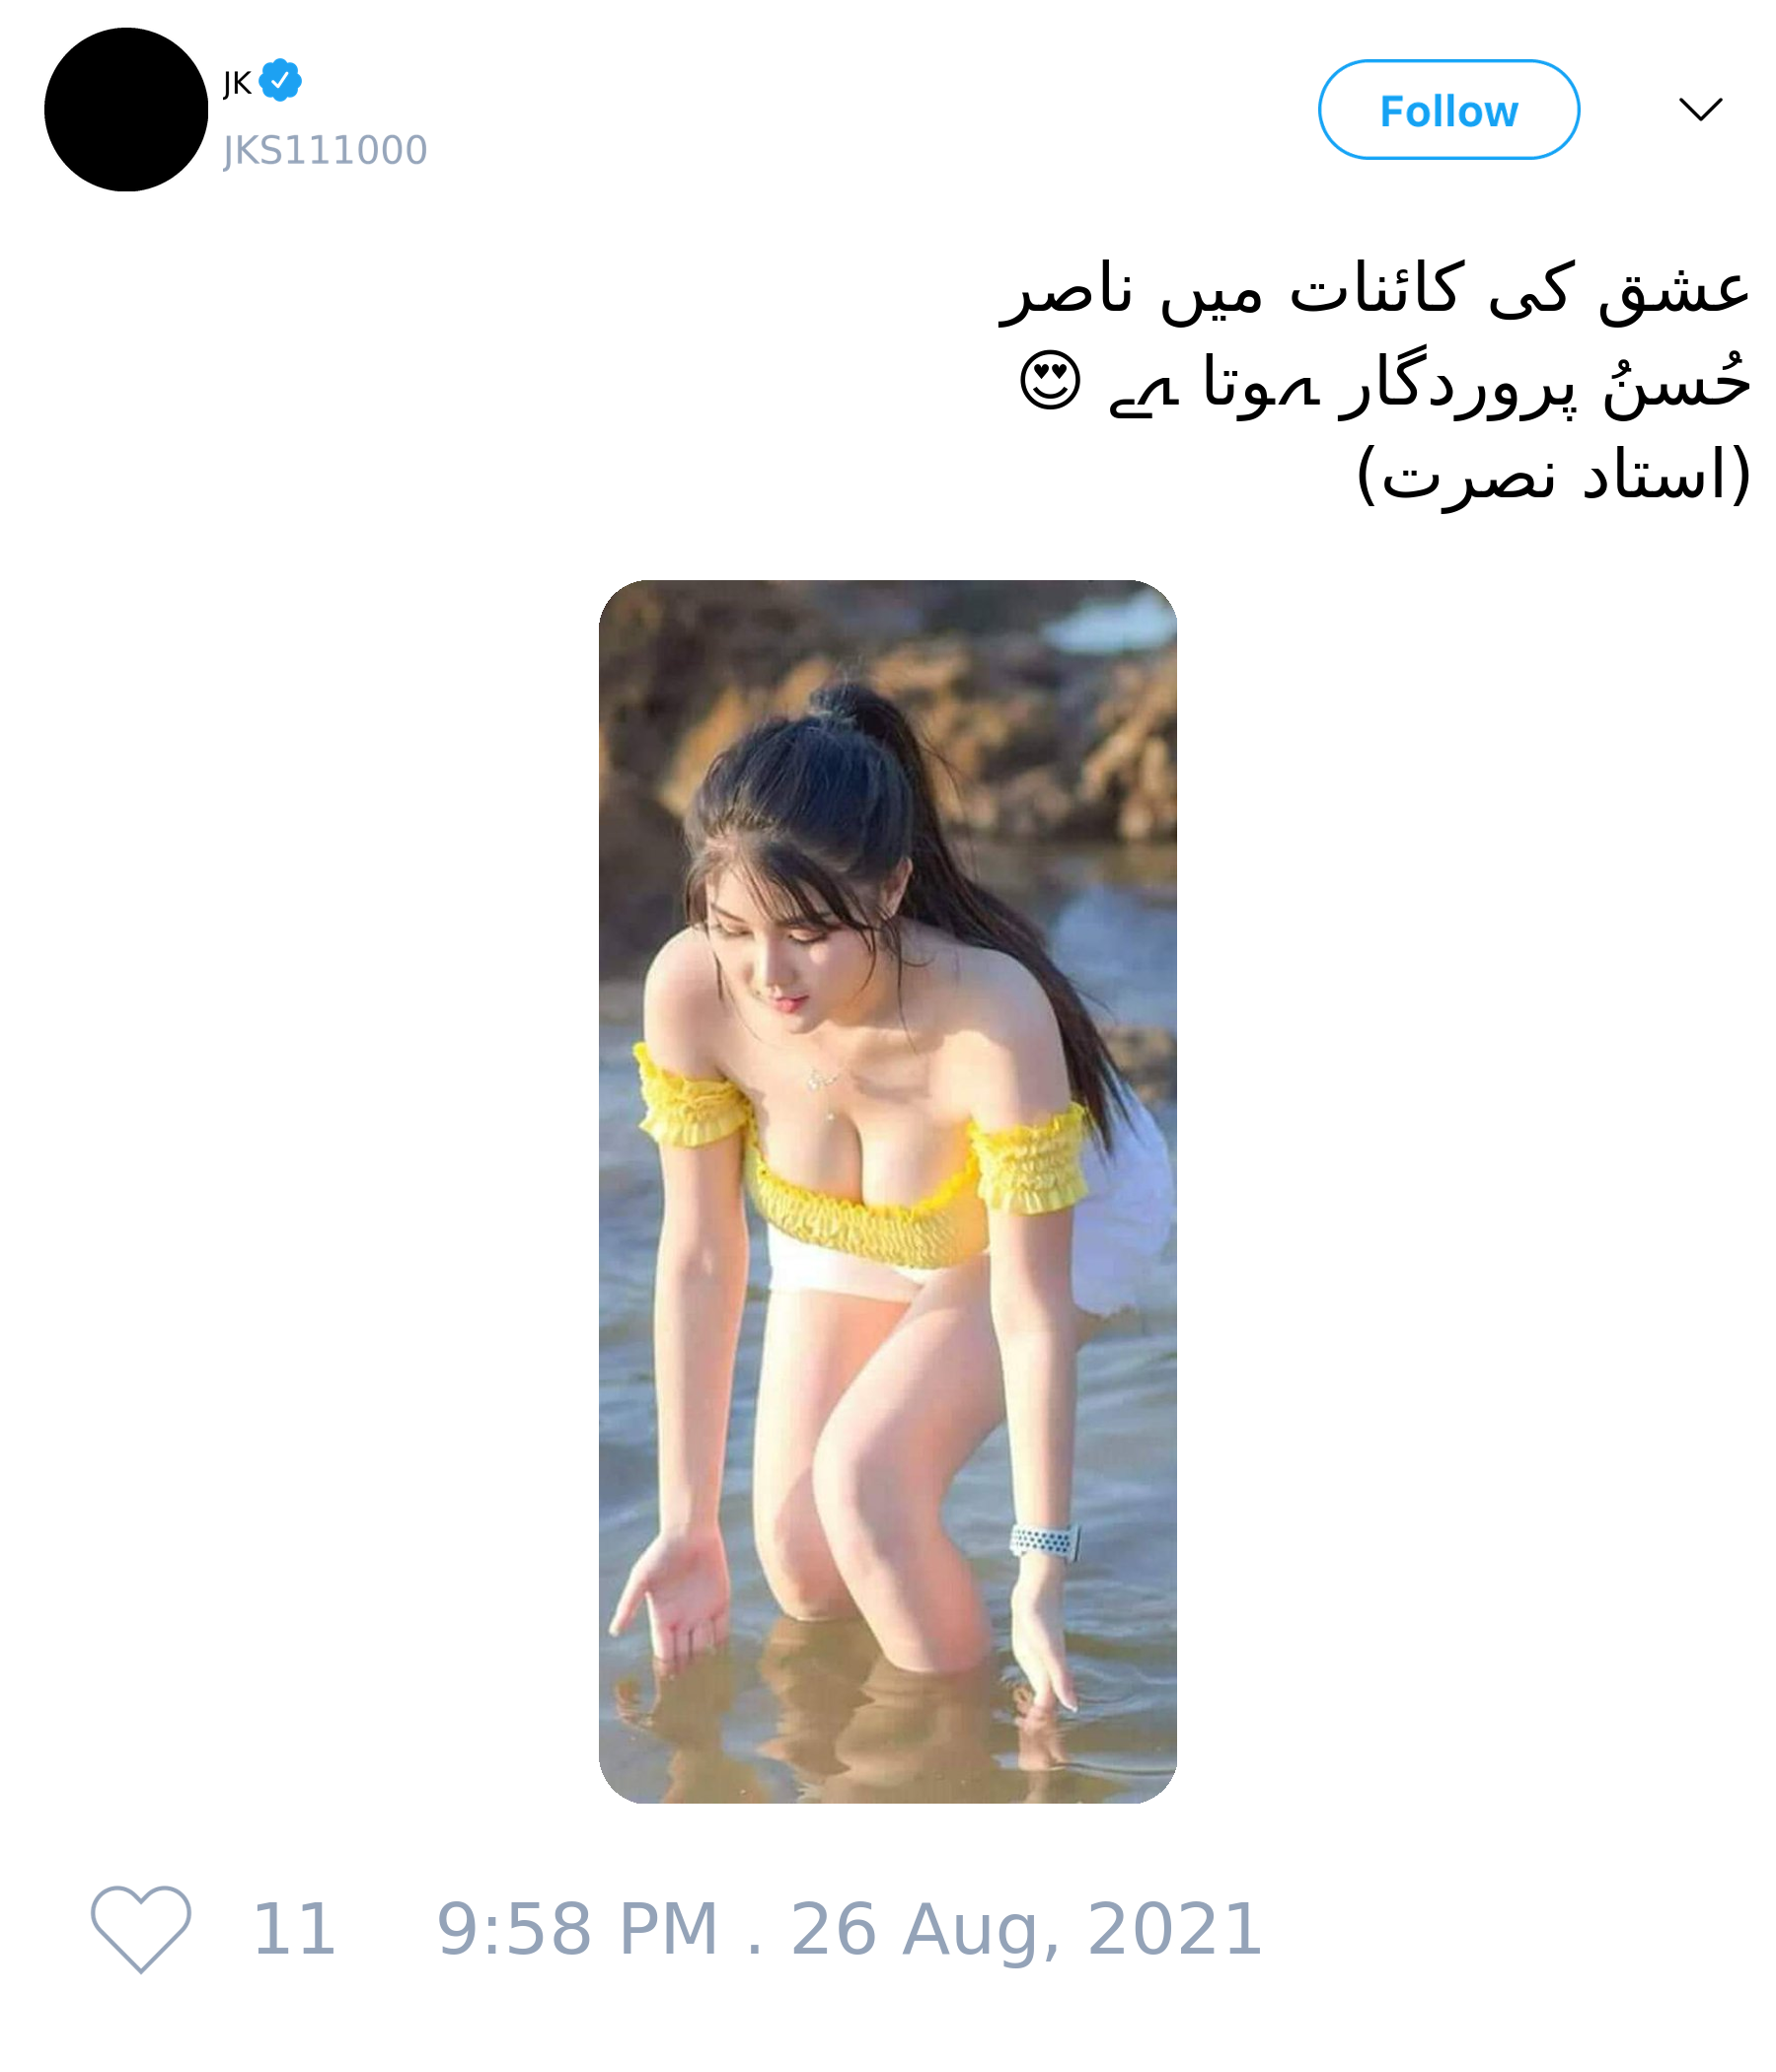 JK
JKS111000
Follow
عشق کی کائنات میں ناصر
حُسنُ پروردگار ہوتا ہے 😍
(استاد نصرت)
11 9:58 PM . 26 Aug, 2021